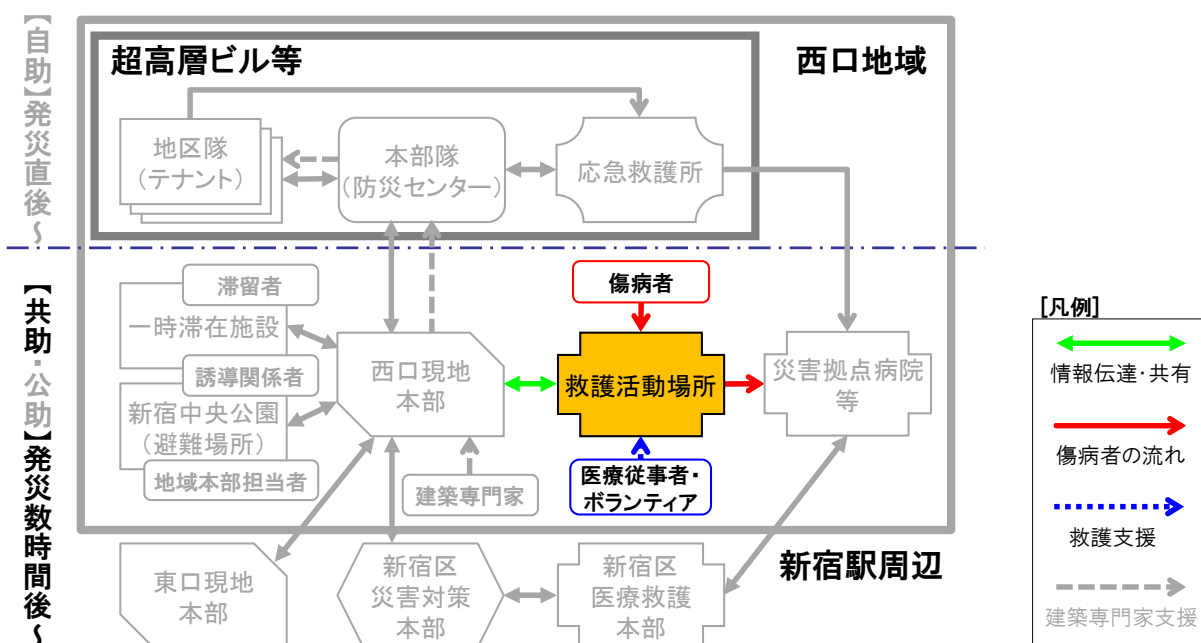 【自助】発災直後～
超高層ビル等
西口地域
地区隊
(テナント)
本部隊
(防災センター)
応急救護所
【共助・公助】発災数時間後～
滞留者
一時滞在施設
誘導関係者
新宿中央公園
(避難場所)
地域本部担当者
西口現地
本部
建築専門家
傷病者
救護活動場所
医療従事者・
ボランティア
災害拠点病院
等
新宿駅周辺
東口現地
本部
新宿区
災害対策
本部
新宿区
医療救護
本部
[凡例]
情報伝達・共有
傷病者の流れ
救護支援
建築専門家支援